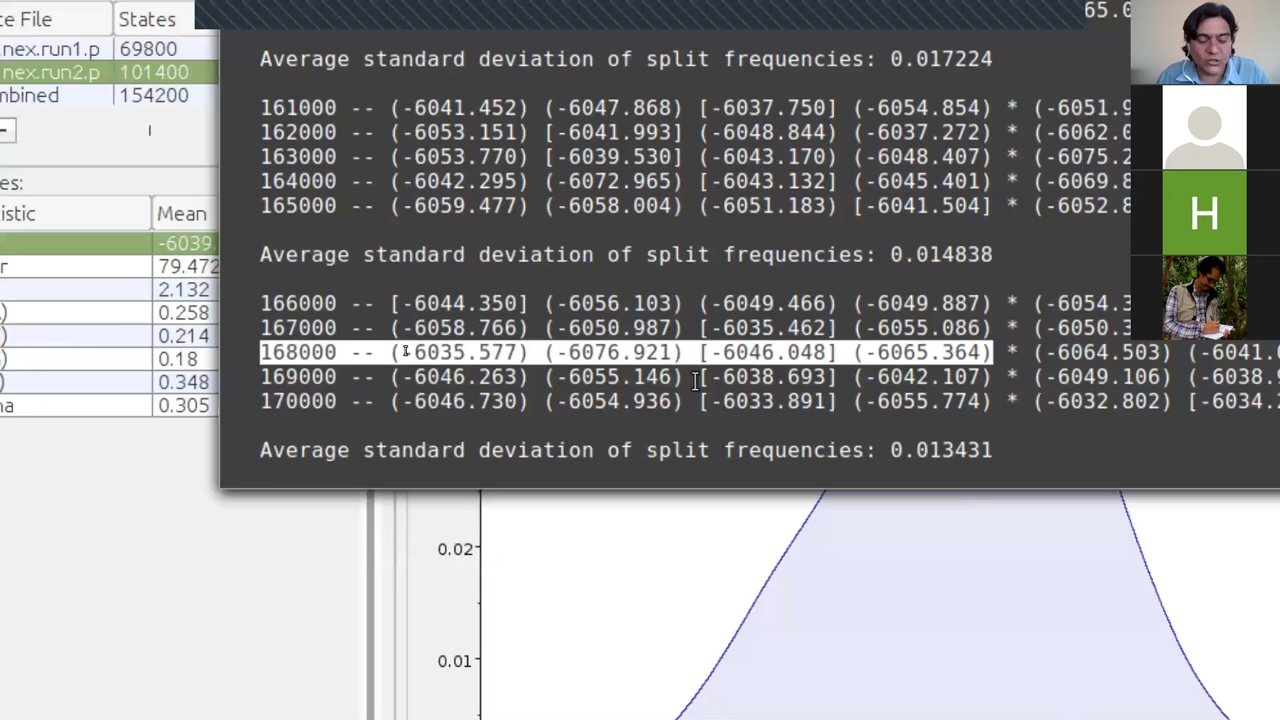 e File States
nex.run1.p 69800
nex.run2.p 101400
mbined 154200
es:
istic Mean
-6039.
r 79.472
2.132
) 0.258
) 0.214
) 0.18
) 0.348
na 0.305
65.0
Average standard deviation of split frequencies: 0.017224
161000 -- (-6041.452) (-6047.868) [-6037.750] (-6054.854) * (-6051.9
162000 -- (-6053.151) [-6041.993] (-6048.844) (-6037.272) * (-6062.0
163000 -- (-6053.770) [-6039.530] (-6043.170) (-6048.407) * (-6075.2
164000 -- (-6042.295) (-6072.965) [-6043.132] (-6045.401) * (-6069.8
165000 -- (-6059.477) (-6058.004) (-6051.183) [-6041.504] * (-6052.8
Average standard deviation of split frequencies: 0.014838
166000 -- [-6044.350] (-6056.103) (-6049.466) (-6049.887) * (-6054.3
167000 -- (-6058.766) (-6050.987) [-6035.462] (-6055.086) * (-6050.3
168000 -- (-6035.577) (-6076.921) [-6046.048] (-6065.364) * (-6064.503) (-6041.0
169000 -- (-6046.263) (-6055.146) [-6038.693] (-6042.107) * (-6049.106) (-6038.9
170000 -- (-6046.730) (-6054.936) [-6033.891] (-6055.774) * (-6032.802) [-6034.2
Average standard deviation of split frequencies: 0.013431
0.02
0.01
H